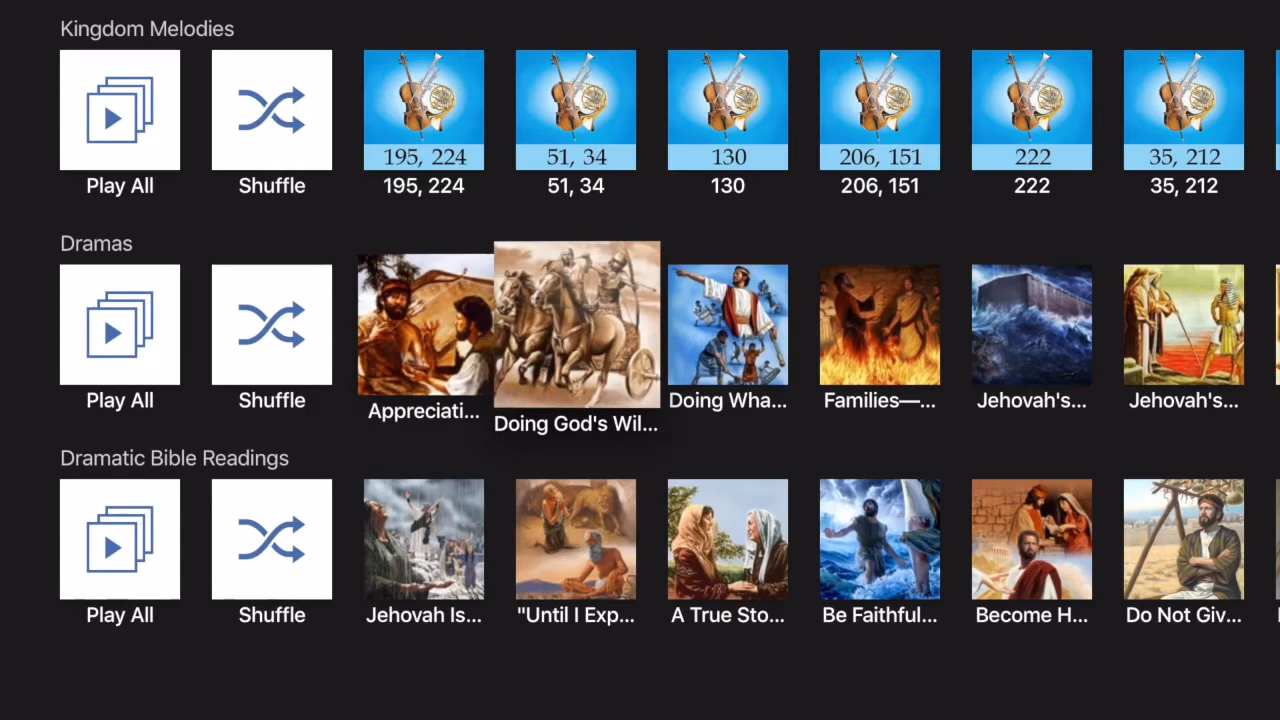 Kingdom Melodies
195, 224
51, 34
130
206, 151
222
35, 212
Play All
Shuffle
195, 224
51, 34
130
206, 151
222
35, 212
Dramas
Play All
Shuffle
Appreciati...
Doing God's Wil...
Doing Wha...
Families—...
Jehovah's...
Jehovah's...
Dramatic Bible Readings
Play All
Shuffle
Jehovah Is...
"Until I Exp...
A True Sto...
Be Faithful...
Become H...
Do Not Giv...